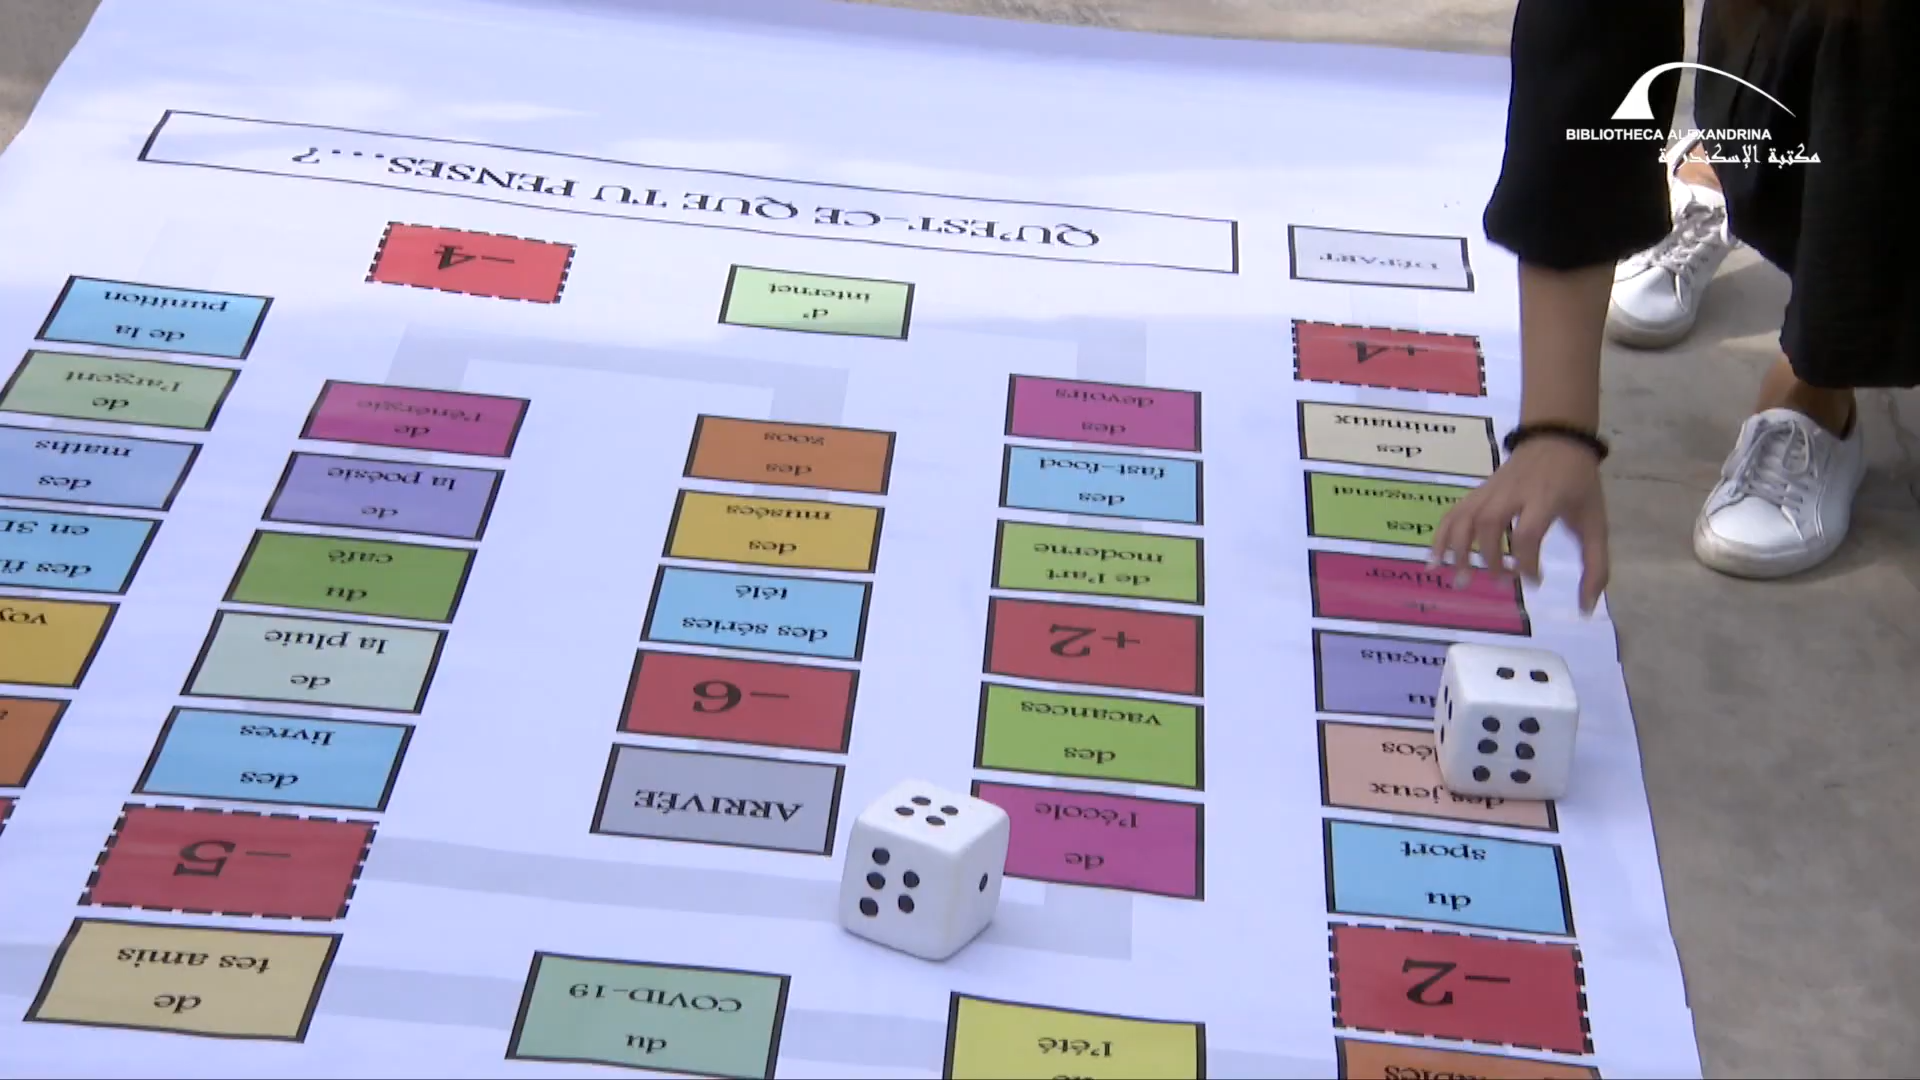 BIBLIOTHECA ALEXANDRINA
مكتبة الإسكندرية
QU'EST-CE QUE TU PENSES....?
DÉPART
+4
des
animaux
des
de
l'hiver
du
des jeux
du
sport
-2
l'été
du
COVID-19
de
tes amis
-5
des
livres
de
la pluie
du
café
de
la poésie
de
l'énergie
-4
d'
internet
des
devoirs
des
fast-food
de l'art
moderne
+2
des
vacances
de
l'école
des
zoos
des
musées
des séries
télé
-6
ARRIVÉE
de la
punition
de
l'argent
des
maths